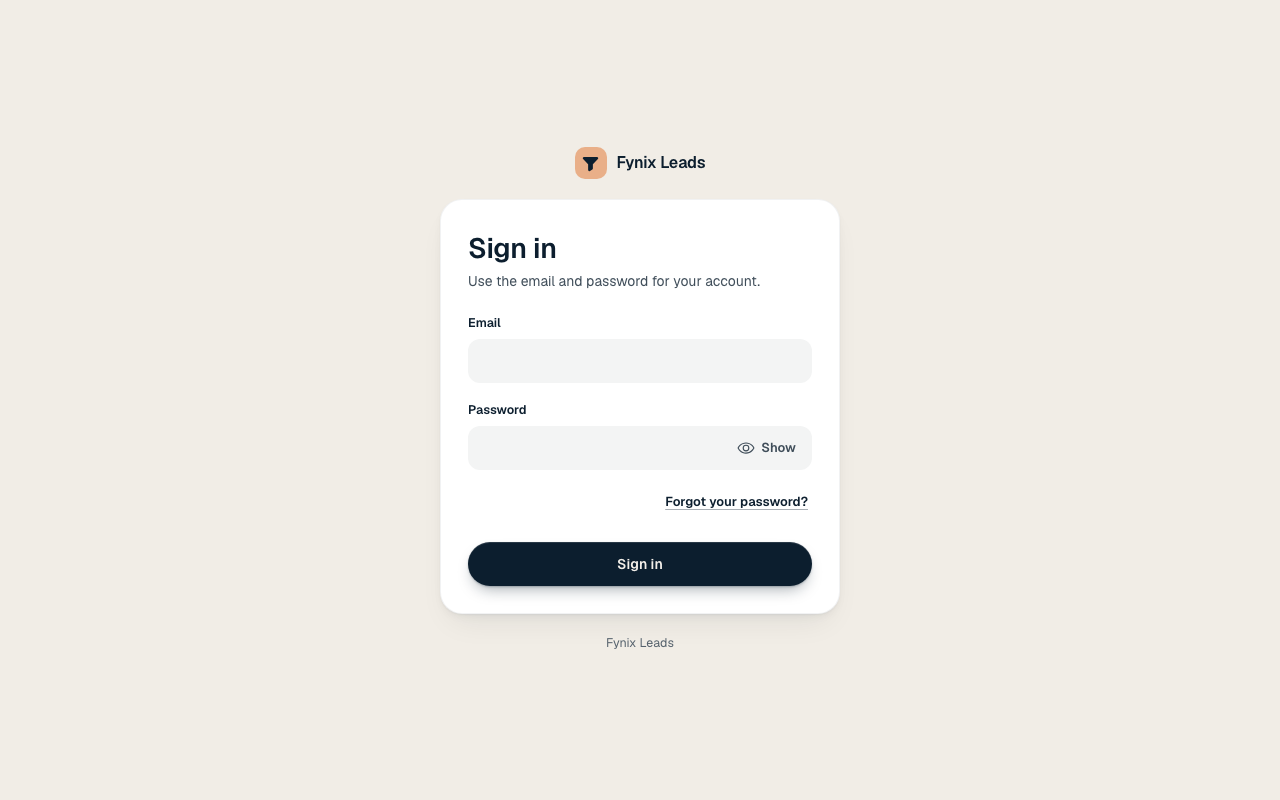 Fynix Leads
Sign in
Use the email and password for your account.
Email
Password
Show
Forgot your password?
Sign in
Fynix Leads